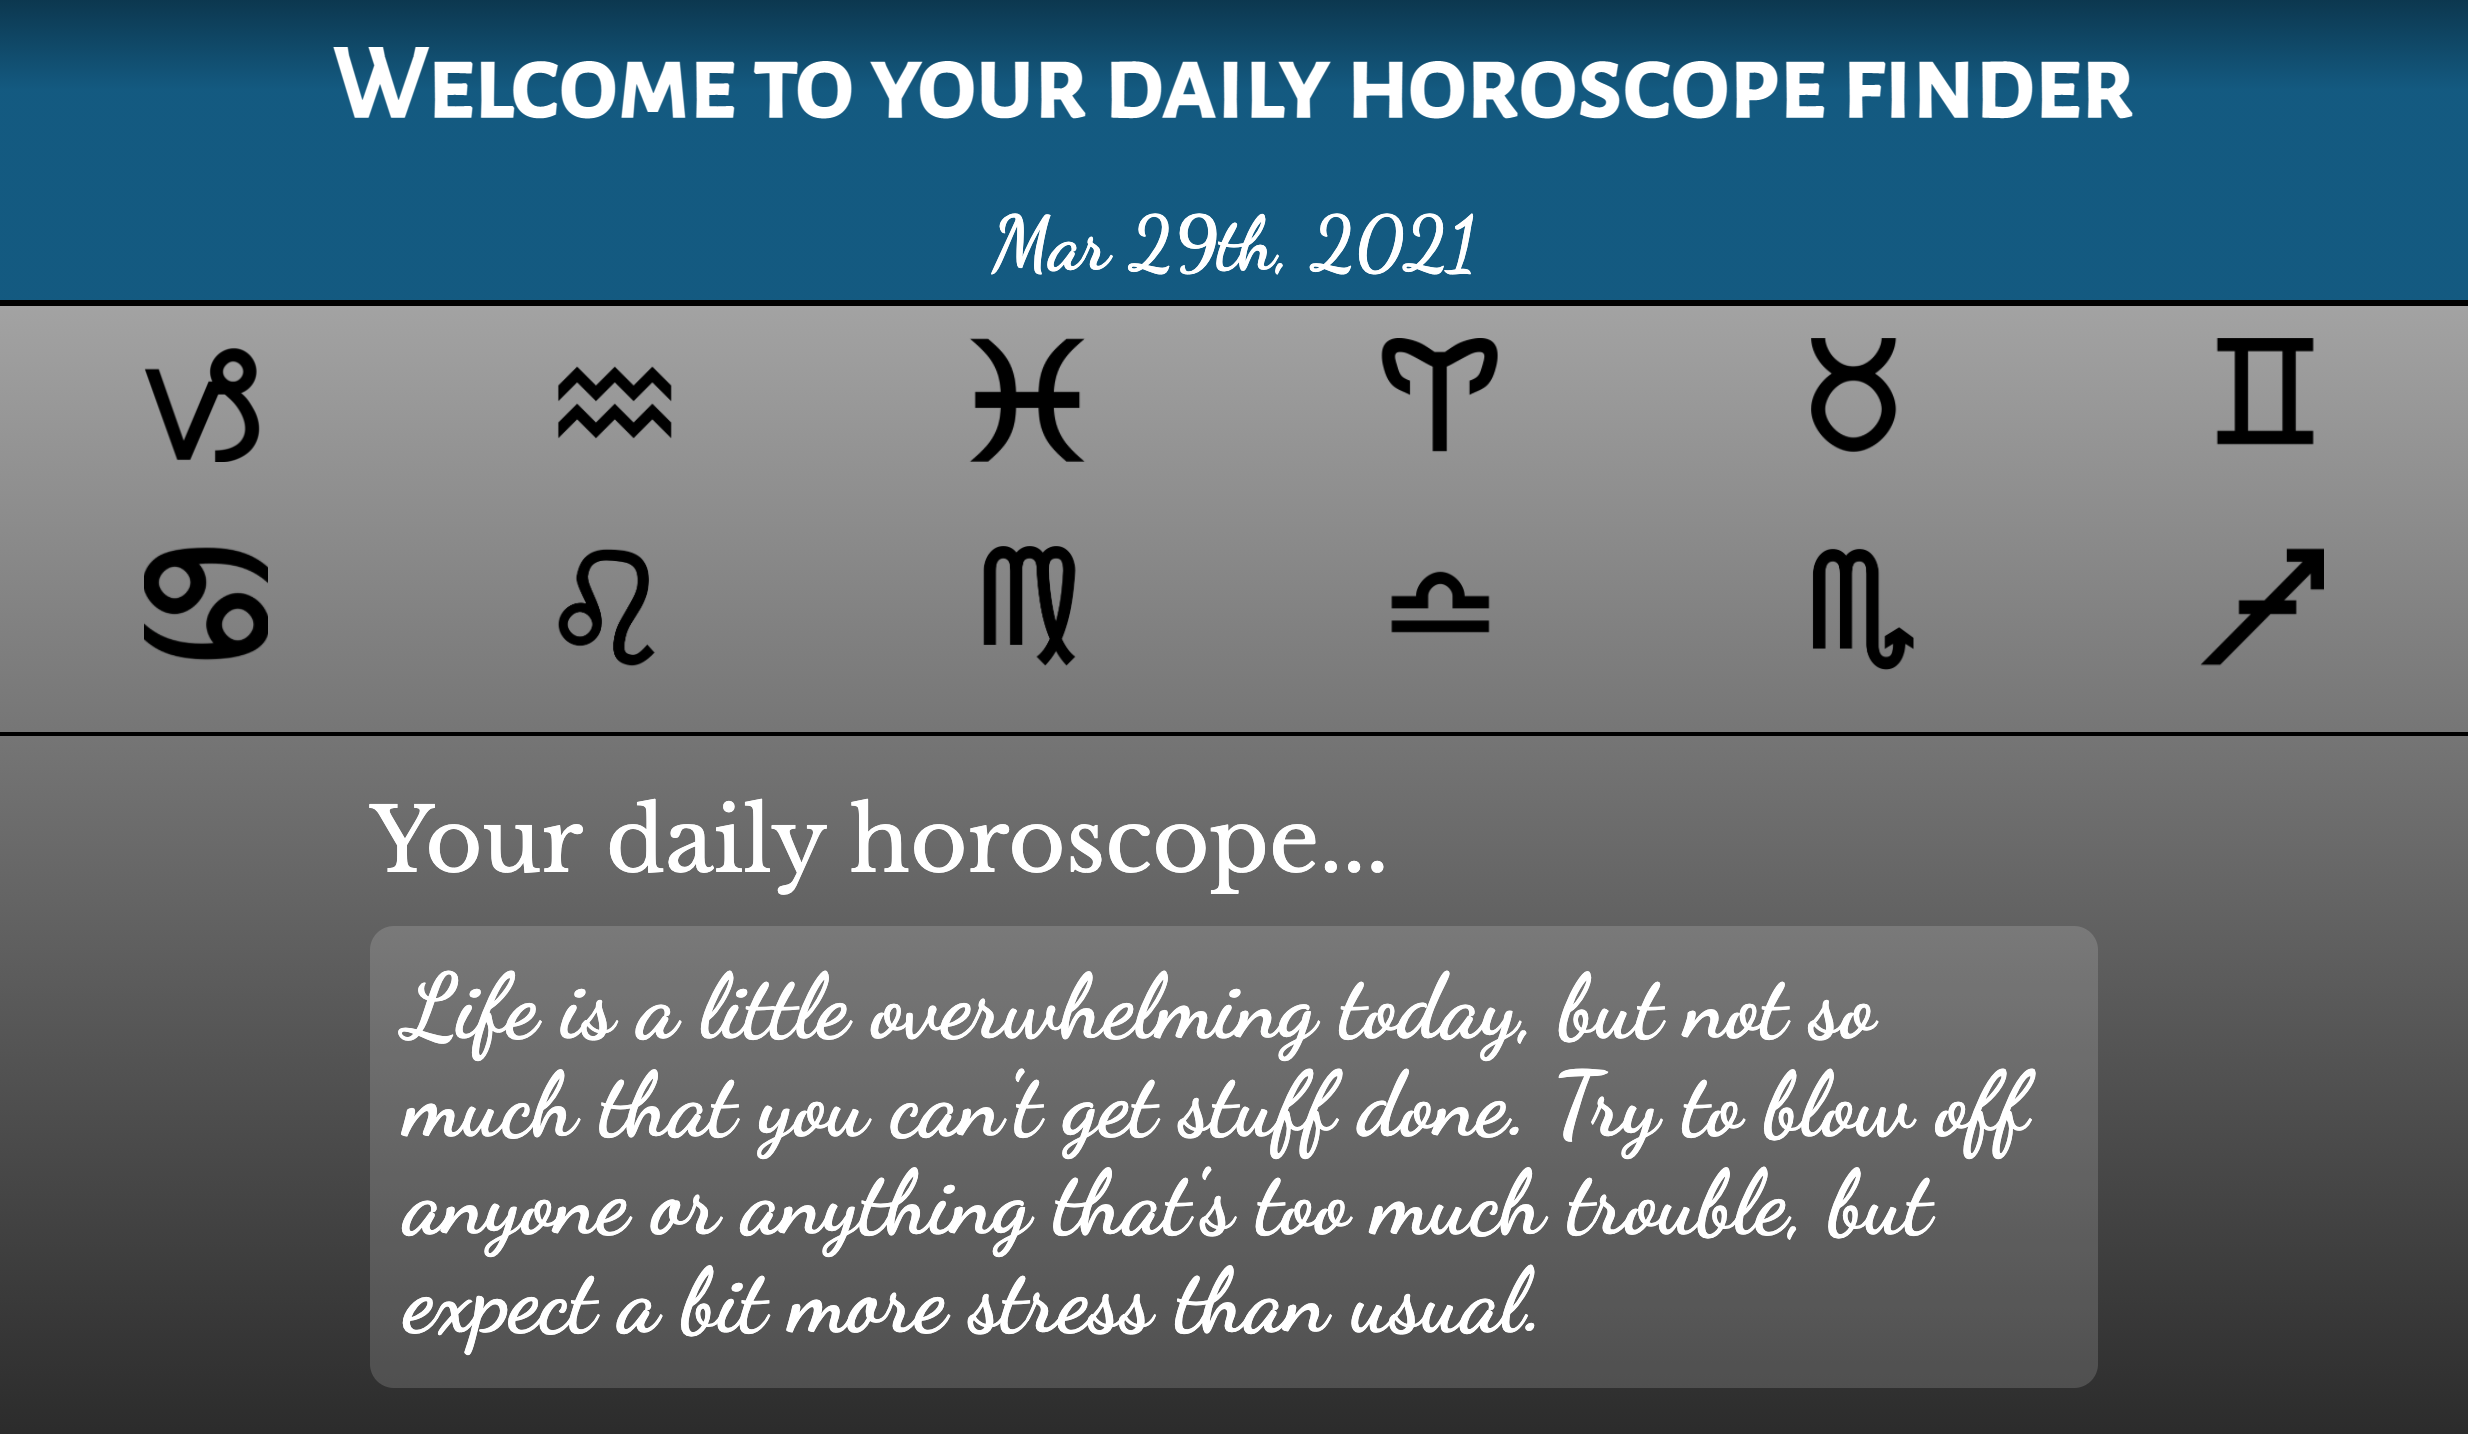 Welcome to your daily horoscope finder
Mar 29th, 2021
♑ ♒ ♓ ♈ ♉ ♊
♋ ♌ ♍ ♎ ♏ ♐
Your daily horoscope...
Life is a little overwhelming today, but not so
much that you can't get stuff done. Try to blow off
anyone or anything that's too much trouble, but
expect a bit more stress than usual.